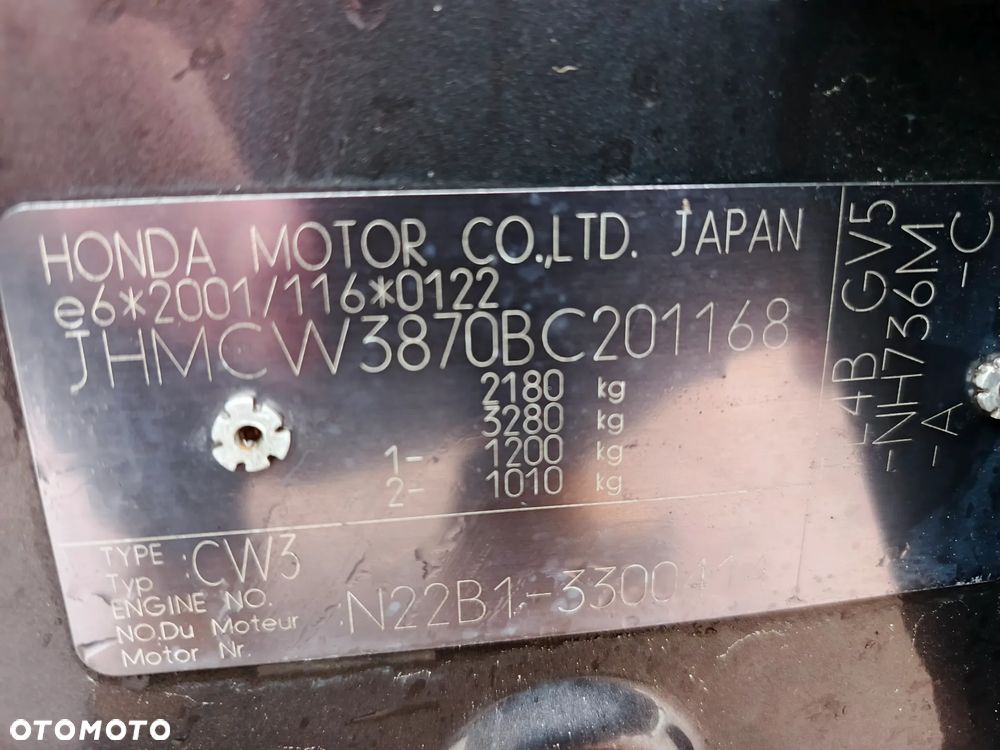 HONDA MOTOR CO.,LTD. JAPAN
e6*2001/116*0122
JHMCW3870BC201168
2180 kg
3280 kg
1- 1200 kg
2- 1010 kg
TYPE : CW3
Typ
ENGINE NO.
NO.Du Moteur
Motor Nr.
GV5
-NH736M
-A -C
OTOMOTO